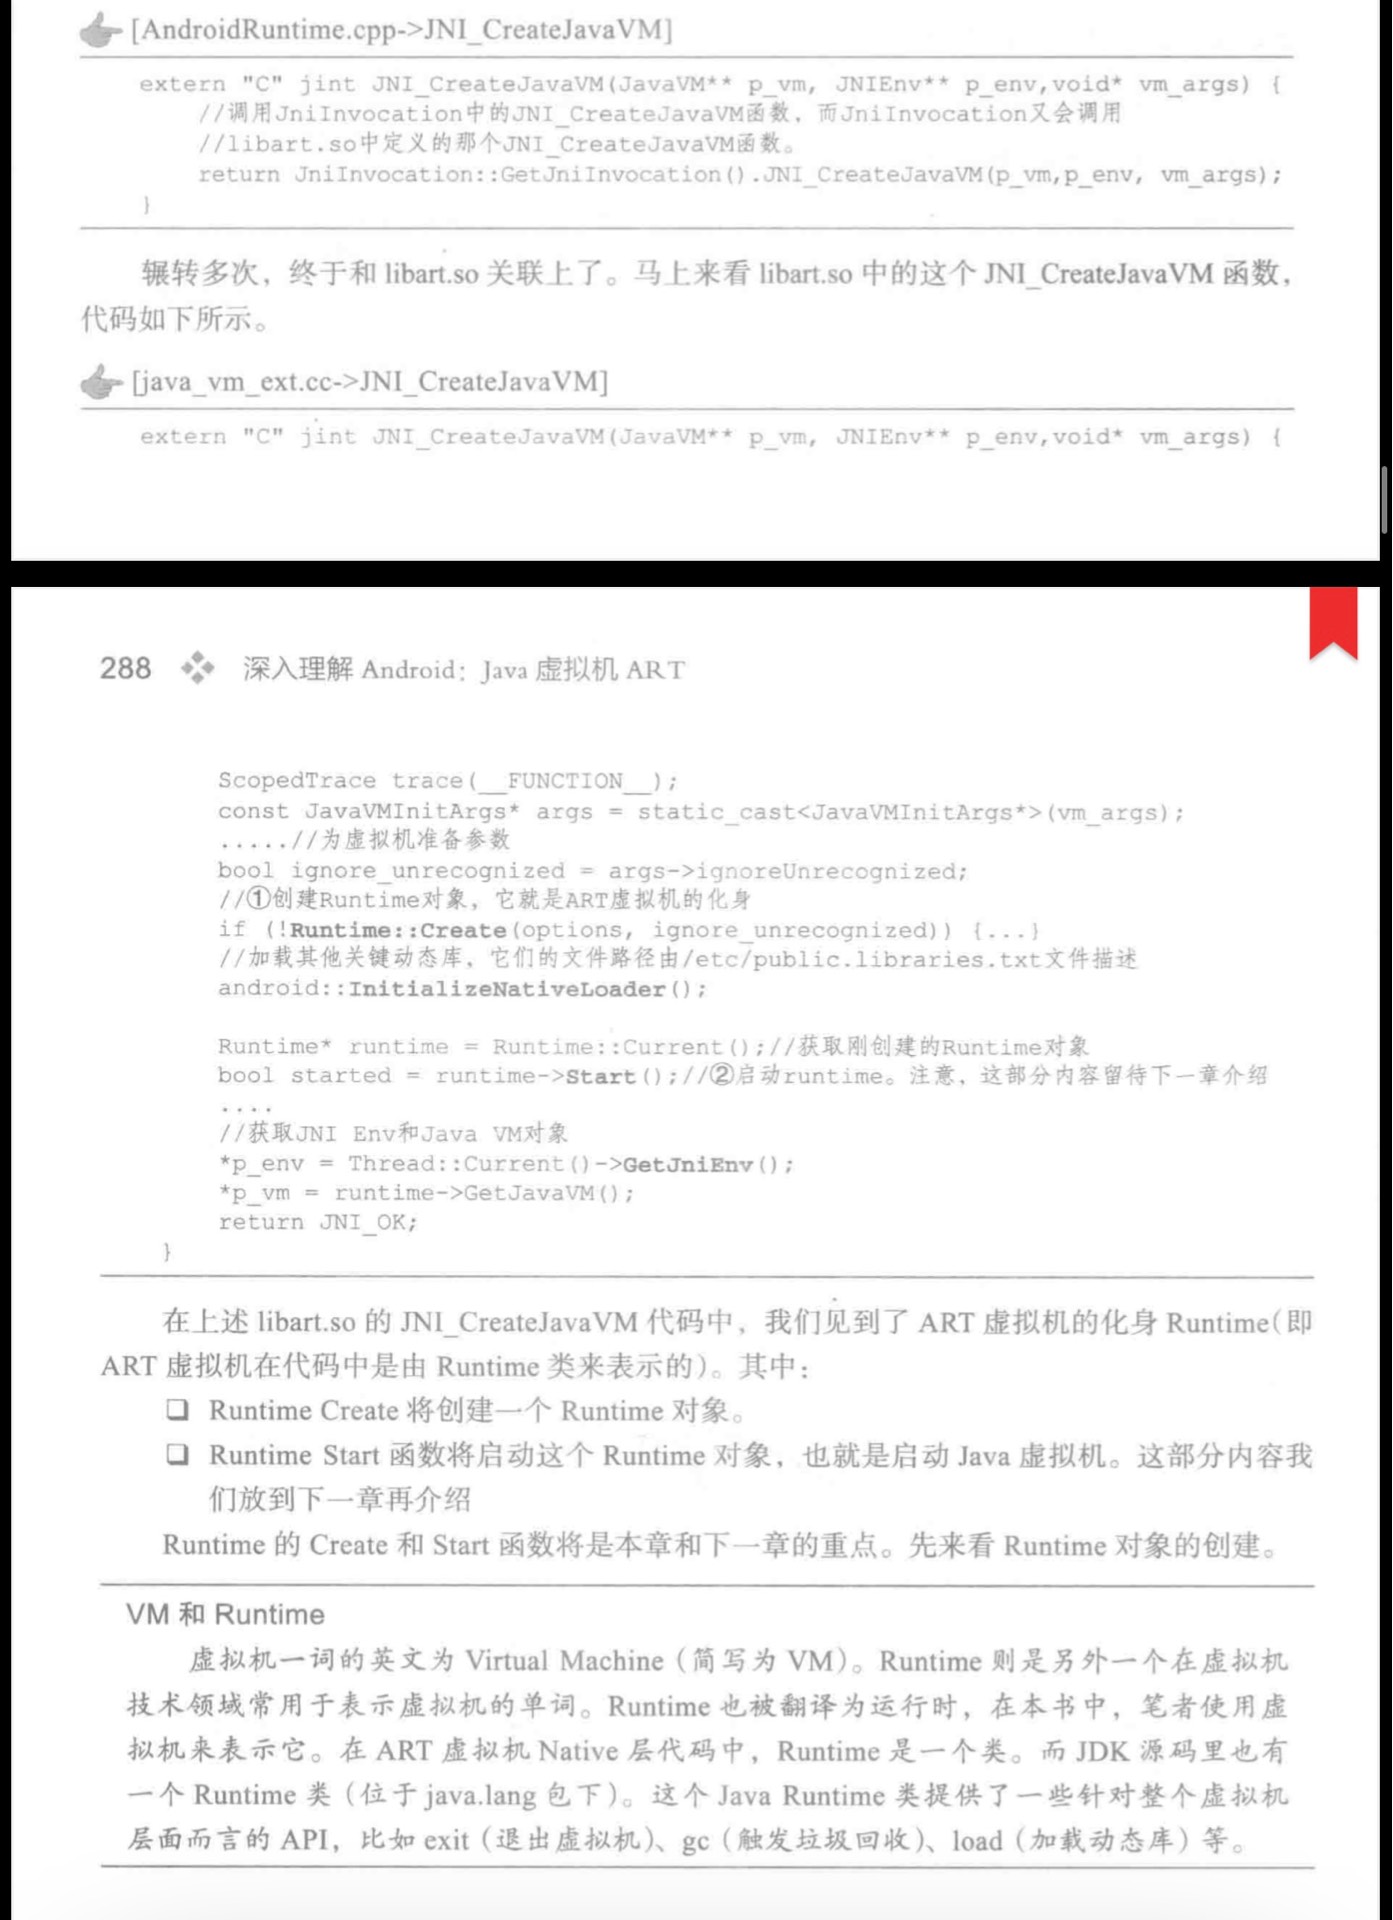 [AndroidRuntime.cpp->JNI_CreateJavaVM]
extern "C" jint JNI_CreateJavaVM(JavaVM** p_vm, JNIEnv** p_env,void* vm_args) {
//调用JniInvocation中的JNI_CreateJavaVM函数，而JniInvocation又会调用
//libart.so中定义的那个JNI_CreateJavaVM函数。
return JniInvocation::GetJniInvocation().JNI_CreateJavaVM(p_vm,p_env, vm_args);
}
辗转多次，终于和 libart.so 关联上了。马上来看 libart.so 中的这个 JNI_CreateJavaVM 函数，
代码如下所示。
[java_vm_ext.cc->JNI_CreateJavaVM]
extern "C" jint JNI_CreateJavaVM(JavaVM** p_vm, JNIEnv** p_env,void* vm_args) {
288 深入理解 Android：Java 虚拟机 ART
ScopedTrace trace(__FUNCTION__);
const JavaVMInitArgs* args = static_cast<JavaVMInitArgs*>(vm_args);
.....//为虚拟机准备参数
bool ignore_unrecognized = args->ignoreUnrecognized;
//①创建Runtime对象，它就是ART虚拟机的化身
if (!Runtime::Create(options, ignore_unrecognized)) {...}
//加载其他关键动态库，它们的文件路径由/etc/public.libraries.txt文件描述
android::InitializeNativeLoader();
Runtime* runtime = Runtime::Current();//获取刚创建的Runtime对象
bool started = runtime->Start();//②启动runtime。注意，这部分内容留待下一章介绍
....
//获取JNI Env和Java VM对象
*p_env = Thread::Current()->GetJniEnv();
*p_vm = runtime->GetJavaVM();
return JNI_OK;
}
在上述 libart.so 的 JNI_CreateJavaVM 代码中，我们见到了 ART 虚拟机的化身 Runtime（即
ART 虚拟机在代码中是由 Runtime 类来表示的）。其中：
❑ Runtime Create 将创建一个 Runtime 对象。
❑ Runtime Start 函数将启动这个 Runtime 对象，也就是启动 Java 虚拟机。这部分内容我
们放到下一章再介绍
Runtime 的 Create 和 Start 函数将是本章和下一章的重点。先来看 Runtime 对象的创建。
VM 和 Runtime
虚拟机一词的英文为 Virtual Machine（简写为 VM）。Runtime 则是另外一个在虚拟机
技术领域常用于表示虚拟机的单词。Runtime 也被翻译为运行时，在本书中，笔者使用虚
拟机来表示它。在 ART 虚拟机 Native 层代码中，Runtime 是一个类。而 JDK 源码里也有
一个 Runtime 类（位于 java.lang 包下）。这个 Java Runtime 类提供了一些针对整个虚拟机
层面而言的 API，比如 exit（退出虚拟机）、gc（触发垃圾回收）、load（加载动态库）等。